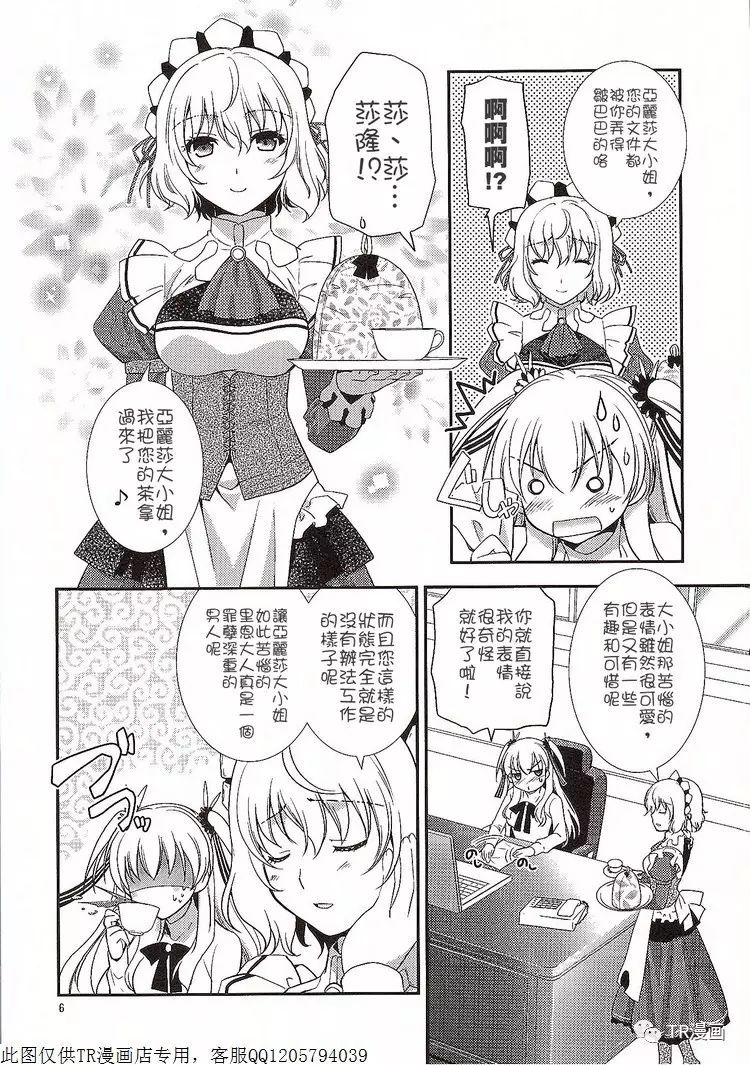 亞麗莎大小姐,
您的文件都
被你弄得
皺巴巴的咯
啊啊啊!?
莎、莎…
莎隆!?
亞麗莎大小姐,
我把您的茶拿
過來了♪
大小姐那苦惱的
表情雖然很可愛,
但是又有一些
有趣和可惜呢
你就直接說
我的表情
很奇怪
就好了啦!
のし
のし
而且您這樣的
狀態完全就是
沒有辦法工作
的樣子呢
讓亞麗莎大小姐
如此苦惱的
里恩大人真是一個
罪孽深重的
男人呢
ブッ
6
TR漫画
此图仅供TR漫画店专用，客服QQ1205794039